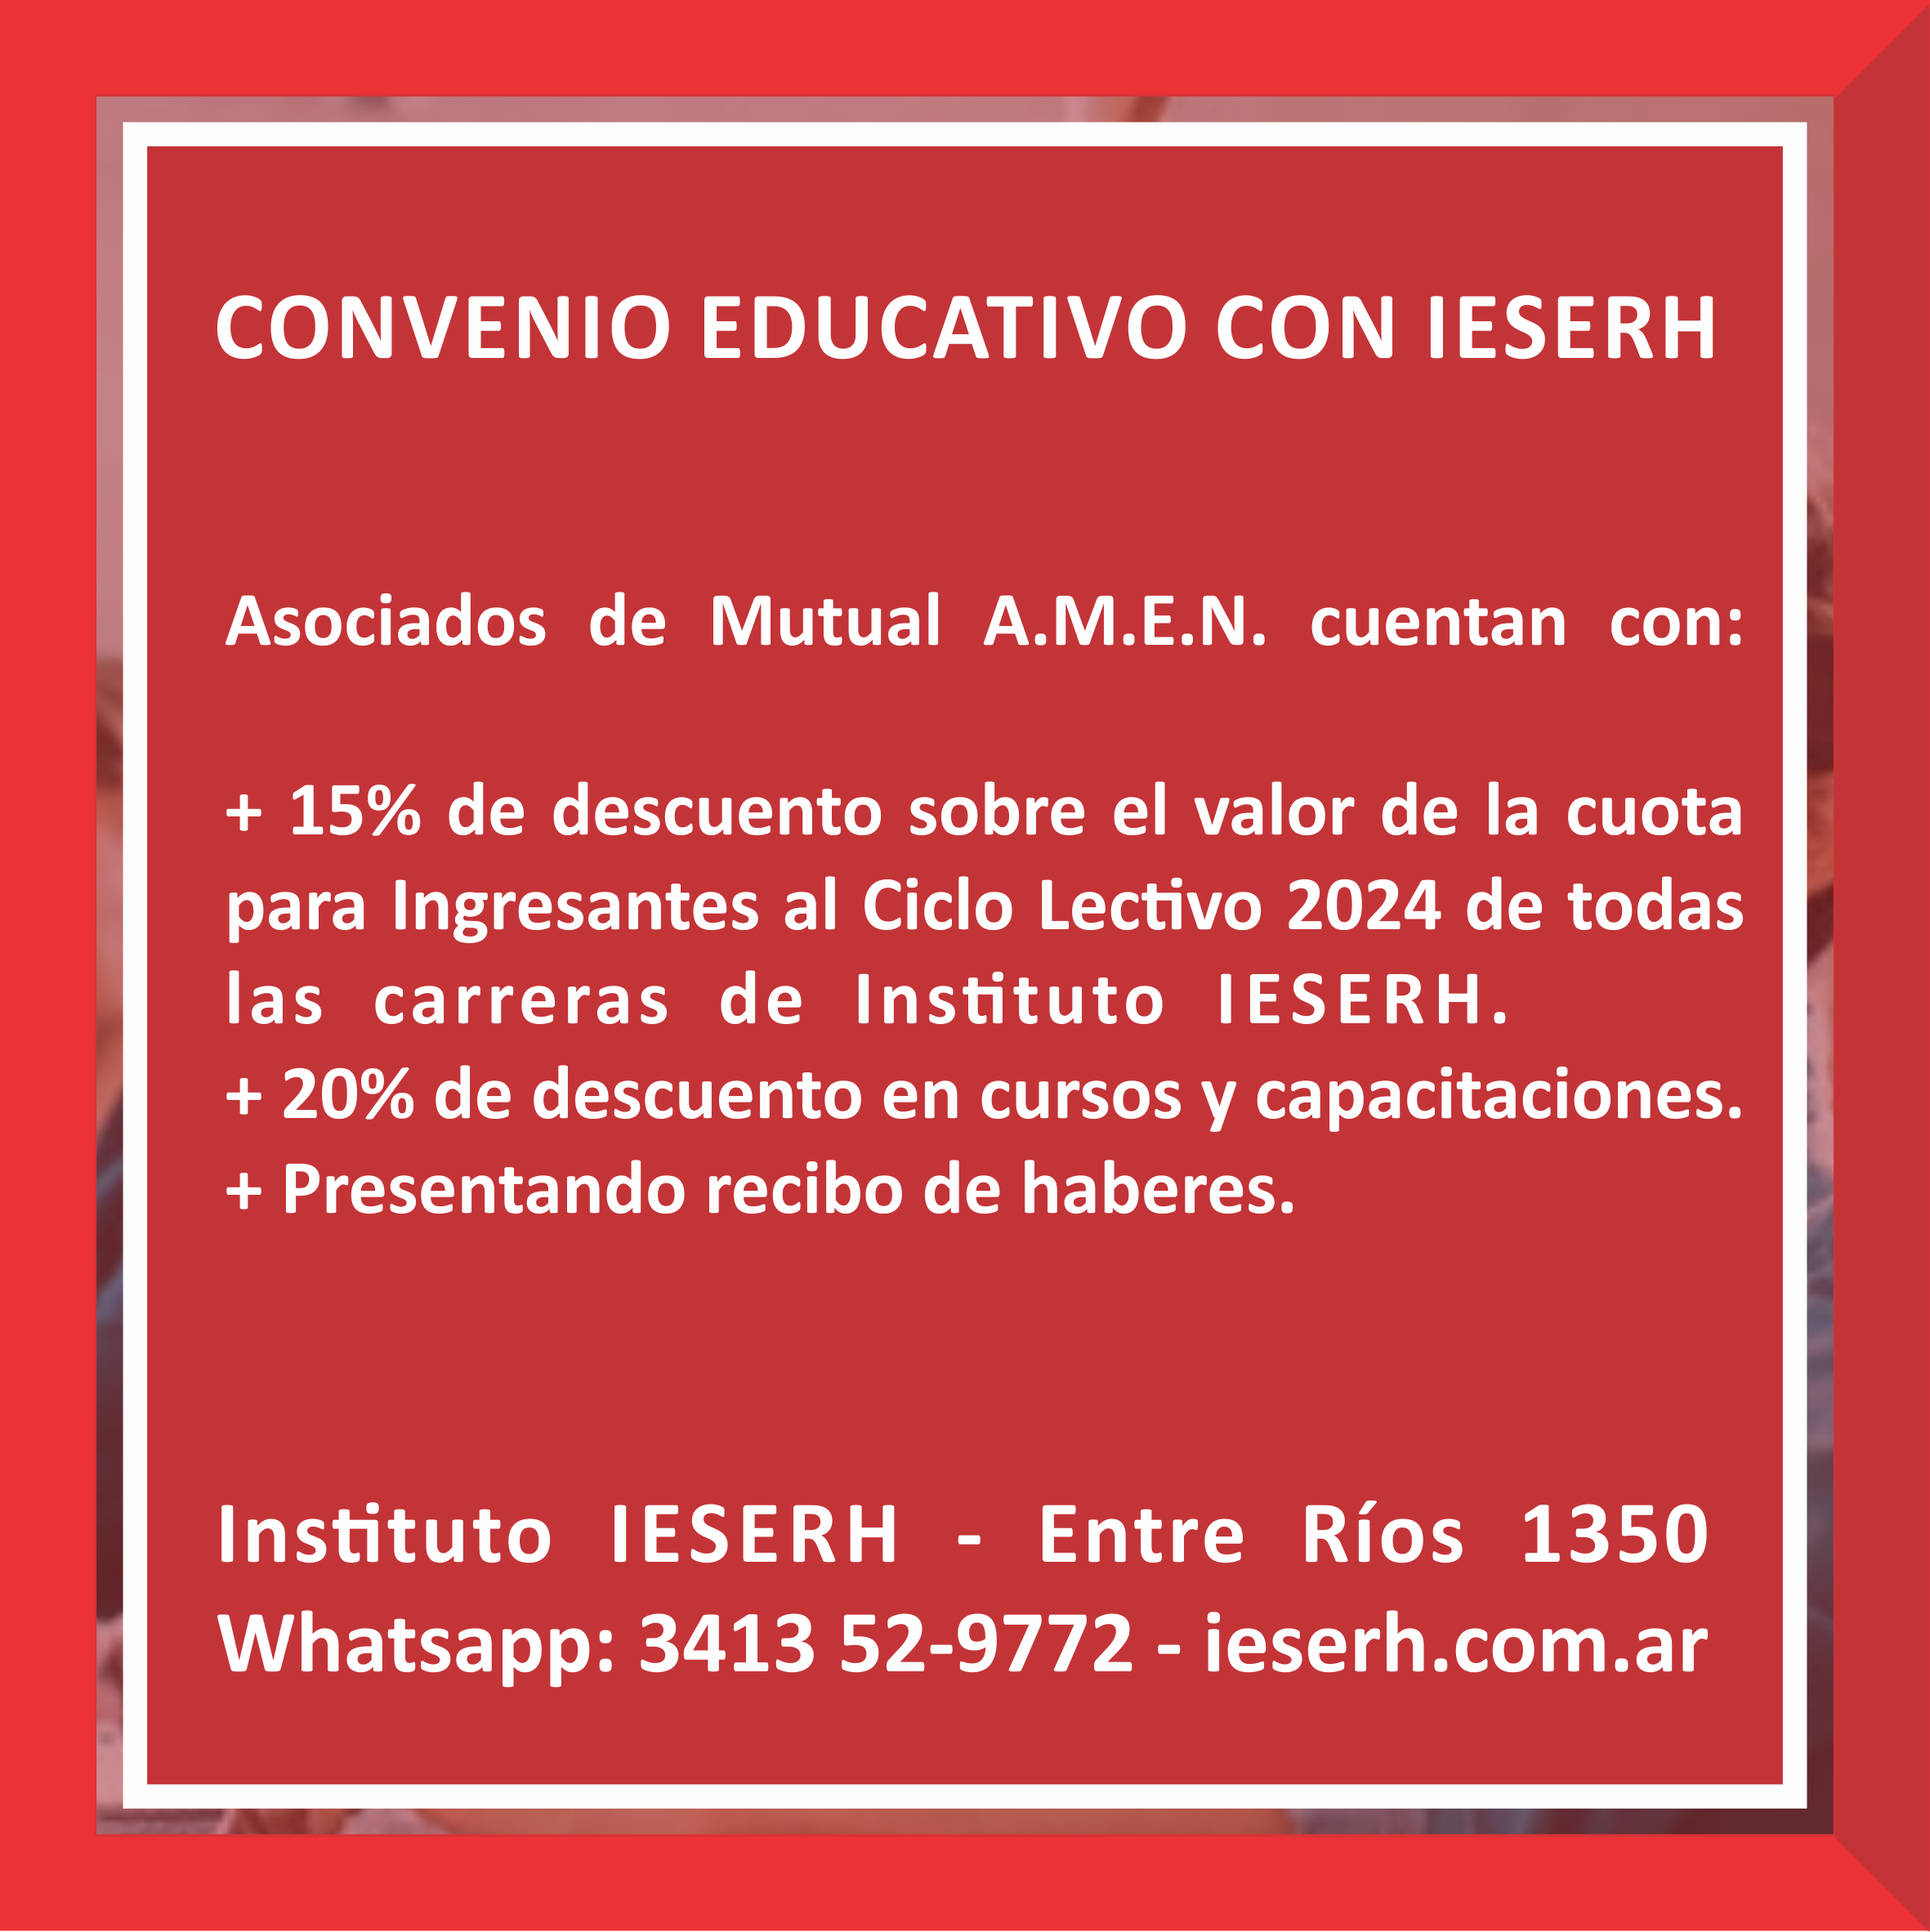 CONVENIO EDUCATIVO CON IESERH
Asociados de Mutual A.M.E.N. cuentan con:
+ 15% de descuento sobre el valor de la cuota
para Ingresantes al Ciclo Lectivo 2024 de todas
las carreras de Instituto IESERH.
+ 20% de descuento en cursos y capacitaciones.
+ Presentando recibo de haberes.
Instituto IESERH - Entre Ríos 1350
Whatsapp: 3413 52-9772 - ieserh.com.ar